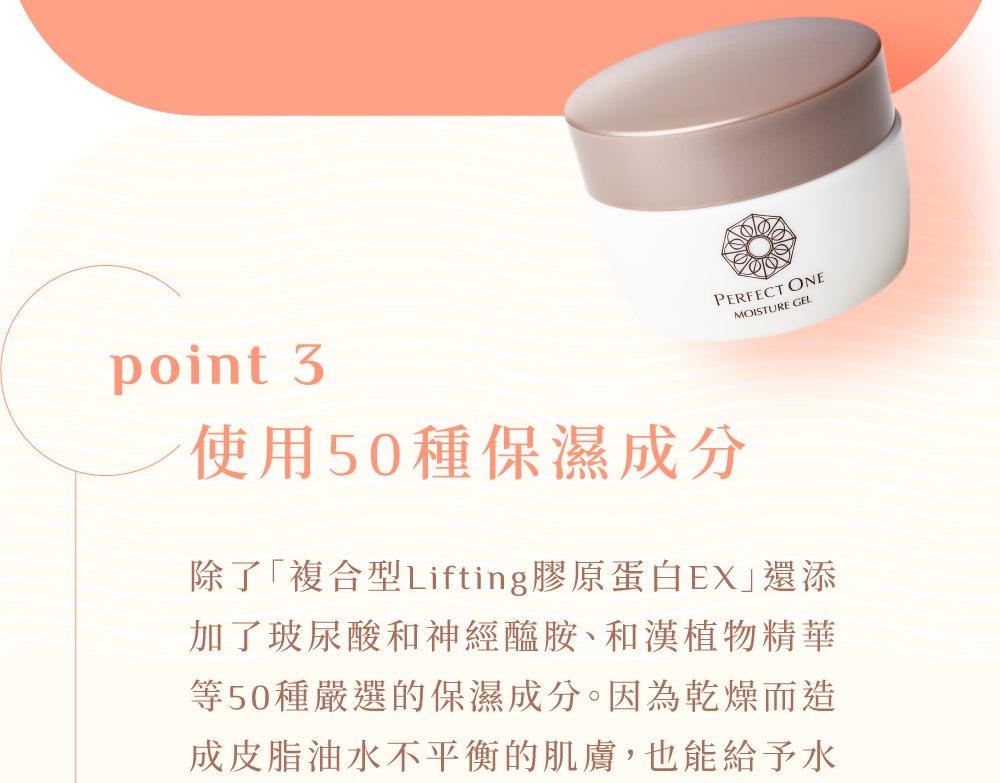 PERFECT ONE
MOISTURE GEL
point 3
使用50種保濕成分
除了「複合型Lifting膠原蛋白EX」還添
加了玻尿酸和神經醯胺、和漢植物精華
等50種嚴選的保濕成分。因為乾燥而造
成皮脂油水不平衡的肌膚，也能給予水